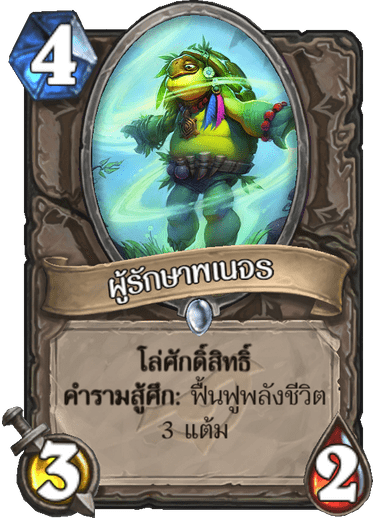 4
ผู้รักษาพเนจร
โล่ศักดิ์สิทธิ์
คำรามสู้ศึก: ฟื้นฟูพลังชีวิต
3 แต้ม
3
2